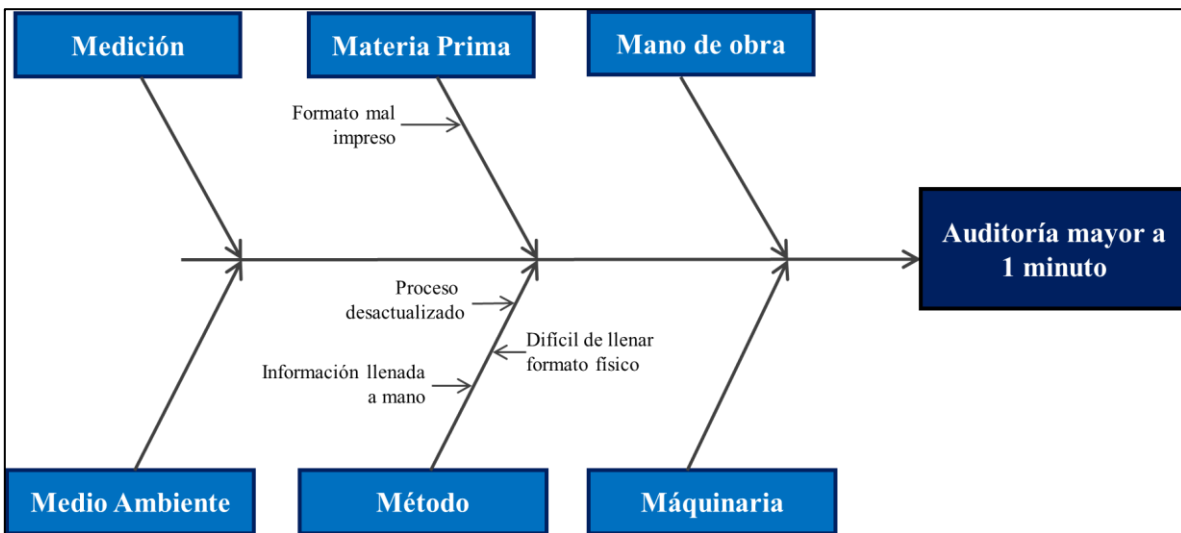 Medición
Materia Prima
Mano de obra
Formato mal
impreso
Auditoría mayor a
1 minuto
Proceso
desactualizado
Difícil de llenar
formato físico
Información llenada
a mano
Medio Ambiente
Método
Máquinaria